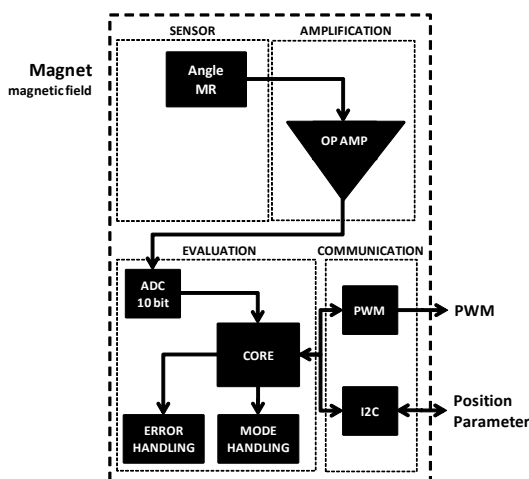 SENSOR
AMPLIFICATION
Magnet
magnetic field
Angle
MR
OP AMP
EVALUATION
COMMUNICATION
ADC
10 bit
PWM
PWM
CORE
I2C
Position
Parameter
ERROR
HANDLING
MODE
HANDLING